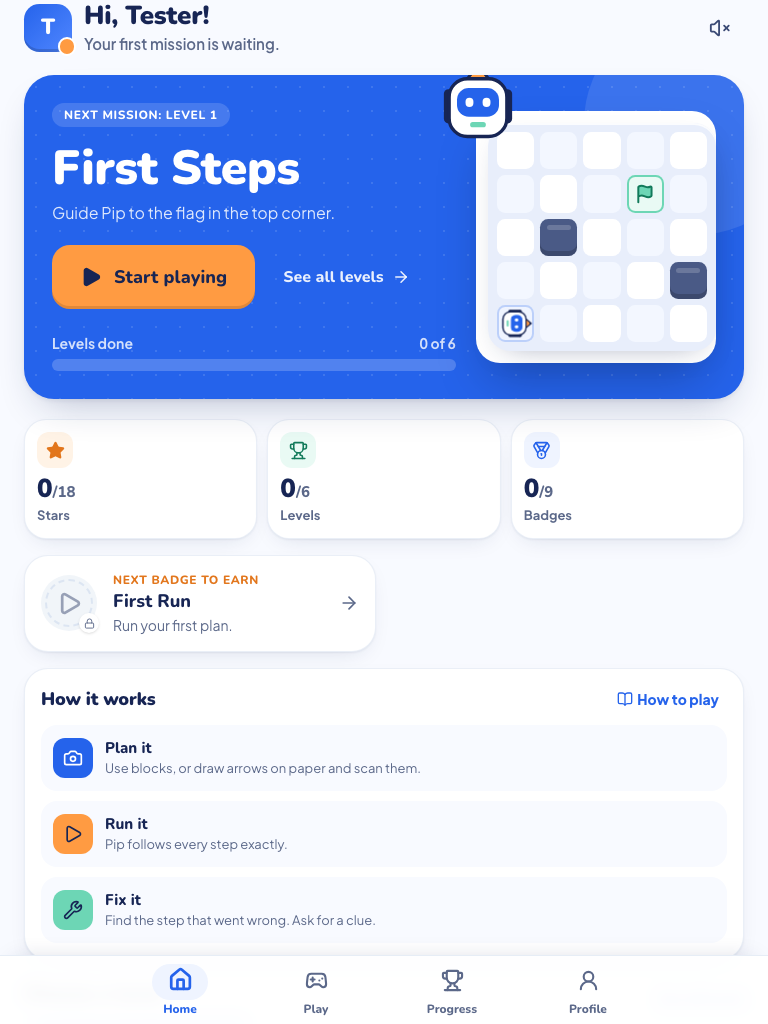 T
Hi, Tester!
Your first mission is waiting.
NEXT MISSION: LEVEL 1
First Steps
Guide Pip to the flag in the top corner.
Start playing
See all levels
Levels done
0 of 6
0/18
Stars
0/6
Levels
0/9
Badges
NEXT BADGE TO EARN
First Run
Run your first plan.
How it works
How to play
Plan it
Use blocks, or draw arrows on paper and scan them.
Run it
Pip follows every step exactly.
Fix it
Find the step that went wrong. Ask for a clue.
Home
Play
Progress
Profile